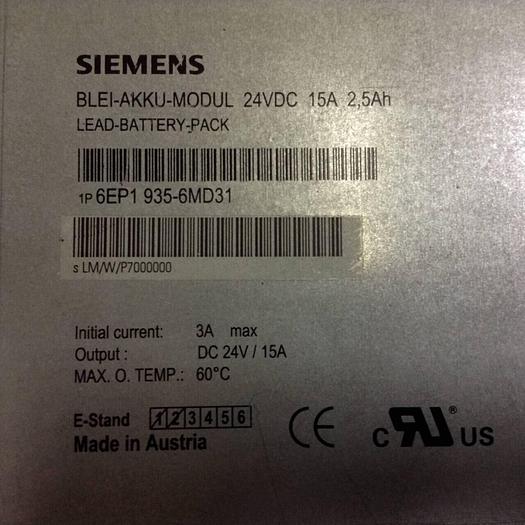 SIEMENS
BLEI-AKKU-MODUL 24VDC 15A 2,5Ah
LEAD-BATTERY-PACK
1P 6EP1 935-6MD31
s LM/W/P7000000
Initial current: 3A max
Output : DC 24V / 15A
MAX. O. TEMP.: 60°C
E-Stand 1 2 3 4 5 6
Made in Austria
CE
c RU ® US